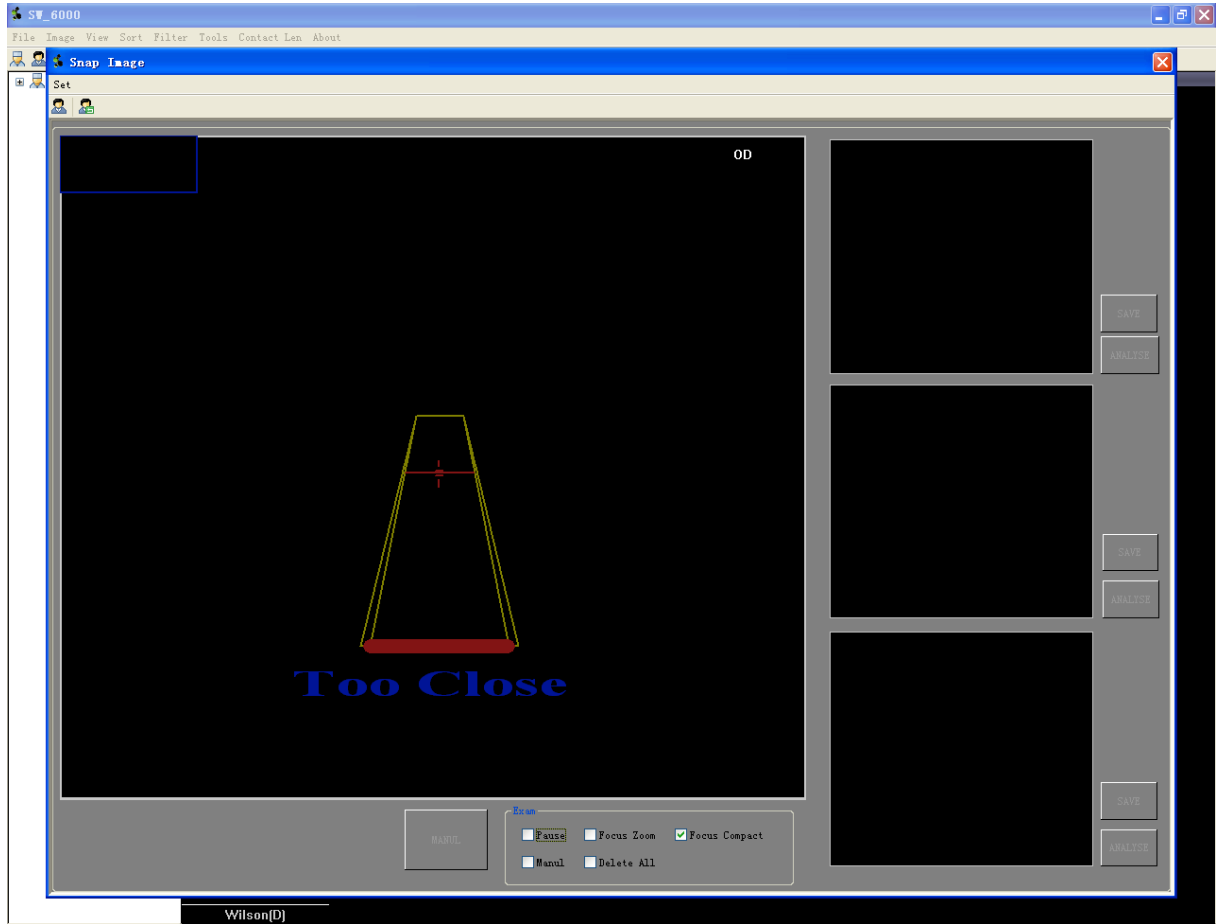 SW_6000
File Image View Sort Filter Tools Contact Len About
Snap Image
Set
OD
SAVE
ANALYSE
SAVE
ANALYSE
Too Close
SAVE
ANALYSE
MANUL
Exam
Pause Focus Zoom Focus Compact
Manul Delete All
Wilson(D)